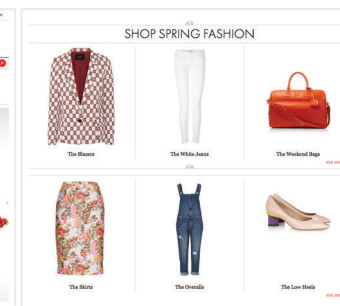 SHOP SPRING FASHION
The Blazers
The White Jeans
The Weekend Bags
The Skirts
The Overalls
The Low Heels